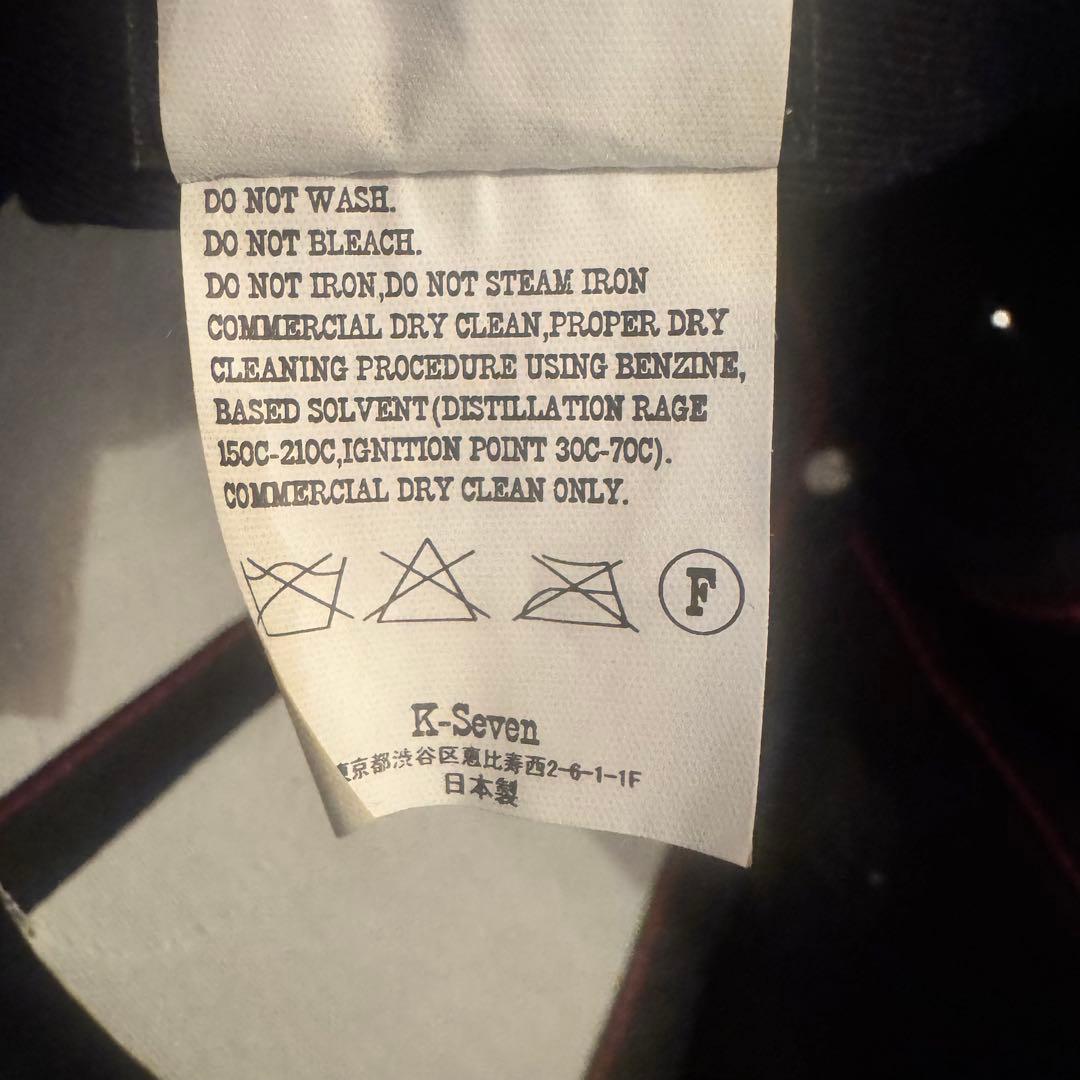 DO NOT WASH.
DO NOT BLEACH.
DO NOT IRON,DO NOT STEAM IRON
COMMERCIAL DRY CLEAN,PROPER DRY
CLEANING PROCEDURE USING BENZINE,
BASED SOLVENT(DISTILLATION RAGE
150C-210C,IGNITION POINT 30C-70C).
COMMERCIAL DRY CLEAN ONLY.
F
K-Seven
東京都渋谷区恵比寿西2-6-1-1F
日本製